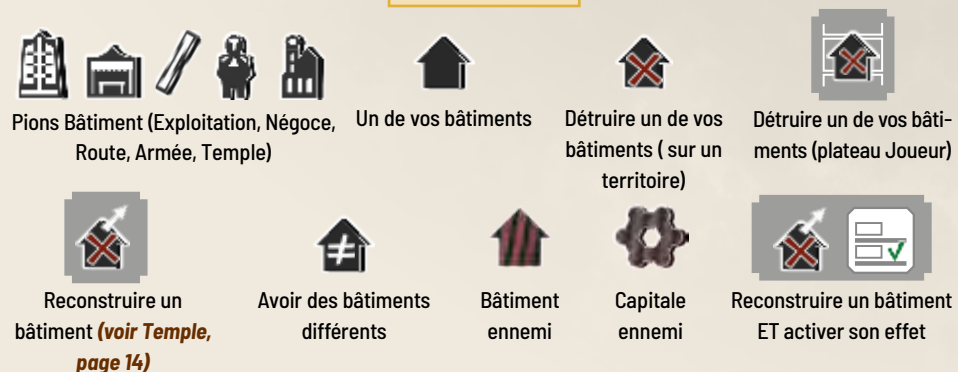 Pions Bâtiment (Exploitation, Négoce,
Route, Armée, Temple)
Un de vos bâtiments
Détruire un de vos
bâtiments ( sur un
territoire)
Détruire un de vos bâti-
ments (plateau Joueur)
Reconstruire un
bâtiment (voir Temple,
page 14)
Avoir des bâtiments
différents
Bâtiment
ennemi
Capitale
ennemi
Reconstruire un bâtiment
ET activer son effet